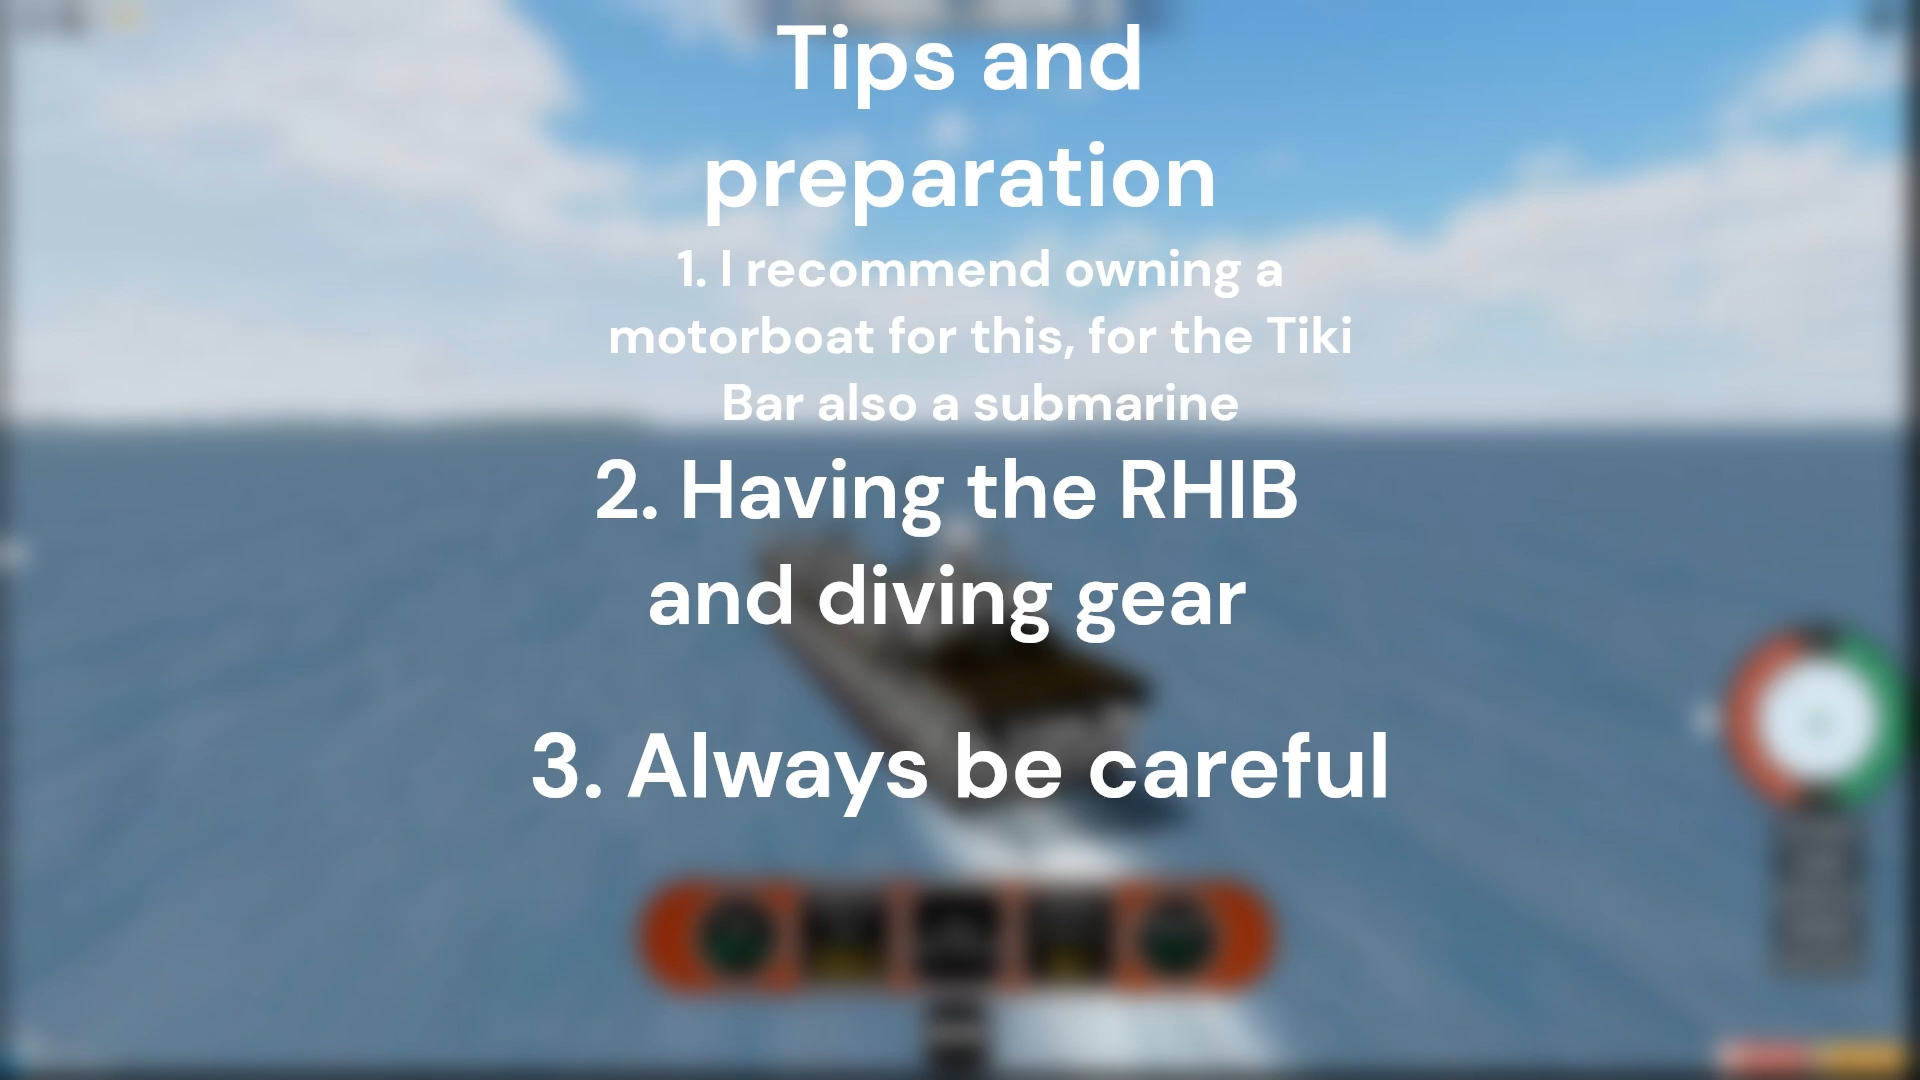 Tips and
preparation
1. I recommend owning a
motorboat for this, for the Tiki
Bar also a submarine
2. Having the RHIB
and diving gear
3. Always be careful